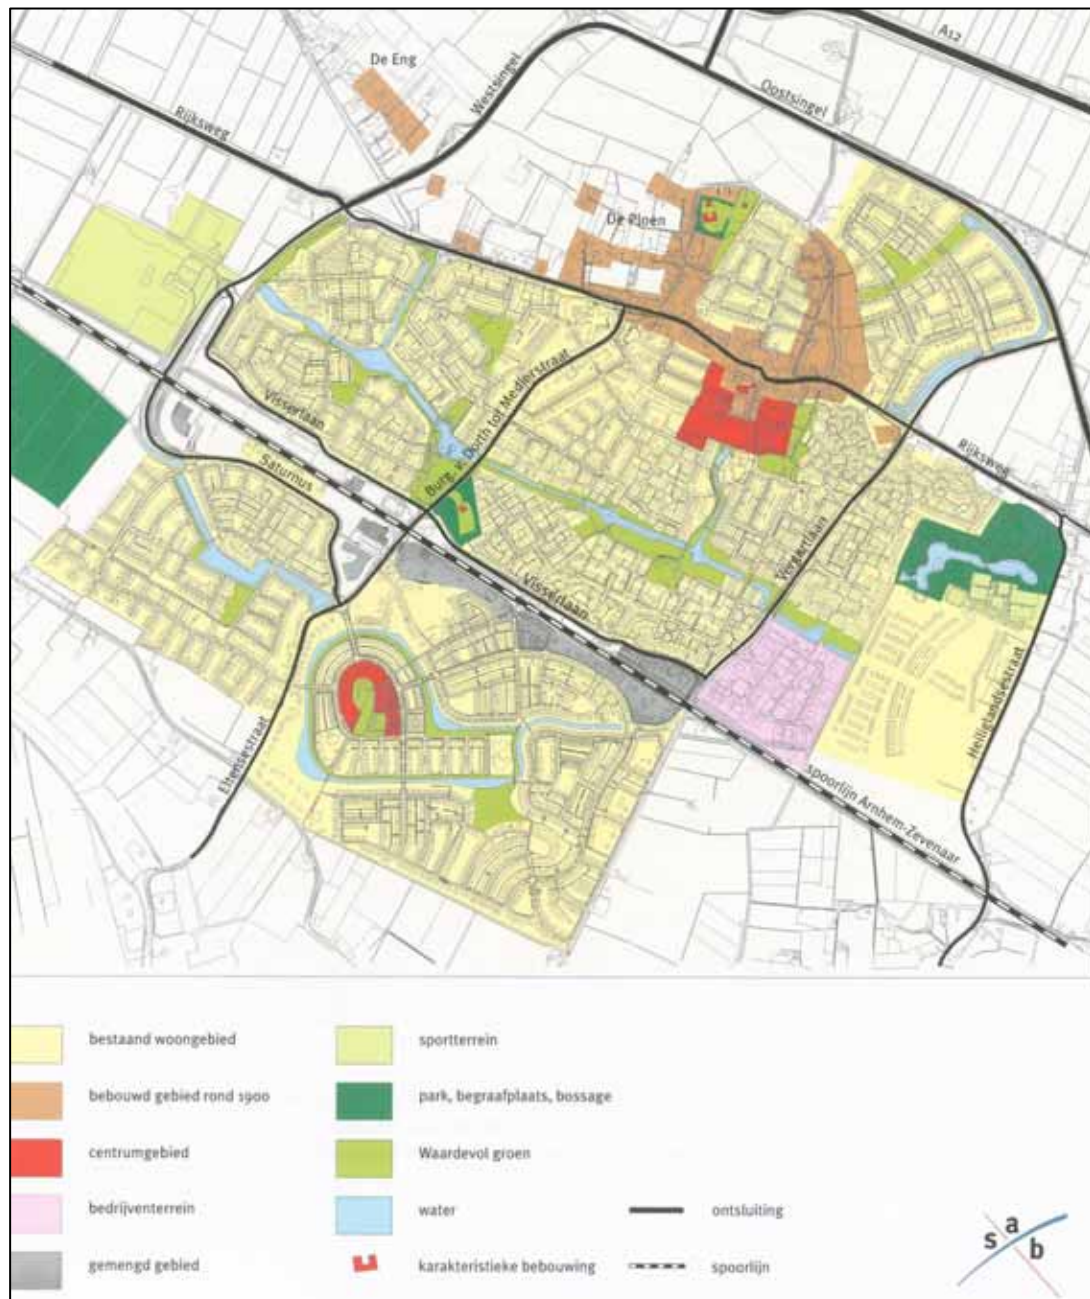 A12
De Eng
Westsingel
Oostsingel
Rijksweg
De Ploen
Visserlaan
Burg. v. Dorth tot Medlerstraat
Saturnus
Rijksweg
Vergertlaan
Visserlaan
Heilighlandsestraat
Eltensestraat
spoorlijn Arnhem-Zevenaar
bestaand woongebied
sportterrein
bebouwd gebied rond 1900
park, begraafplaats, bossage
centrumgebied
Waardevol groen
bedrijventerrein
water
ontsluiting
gemengd gebied
karakteristieke bebouwing
spoorlijn
s a b